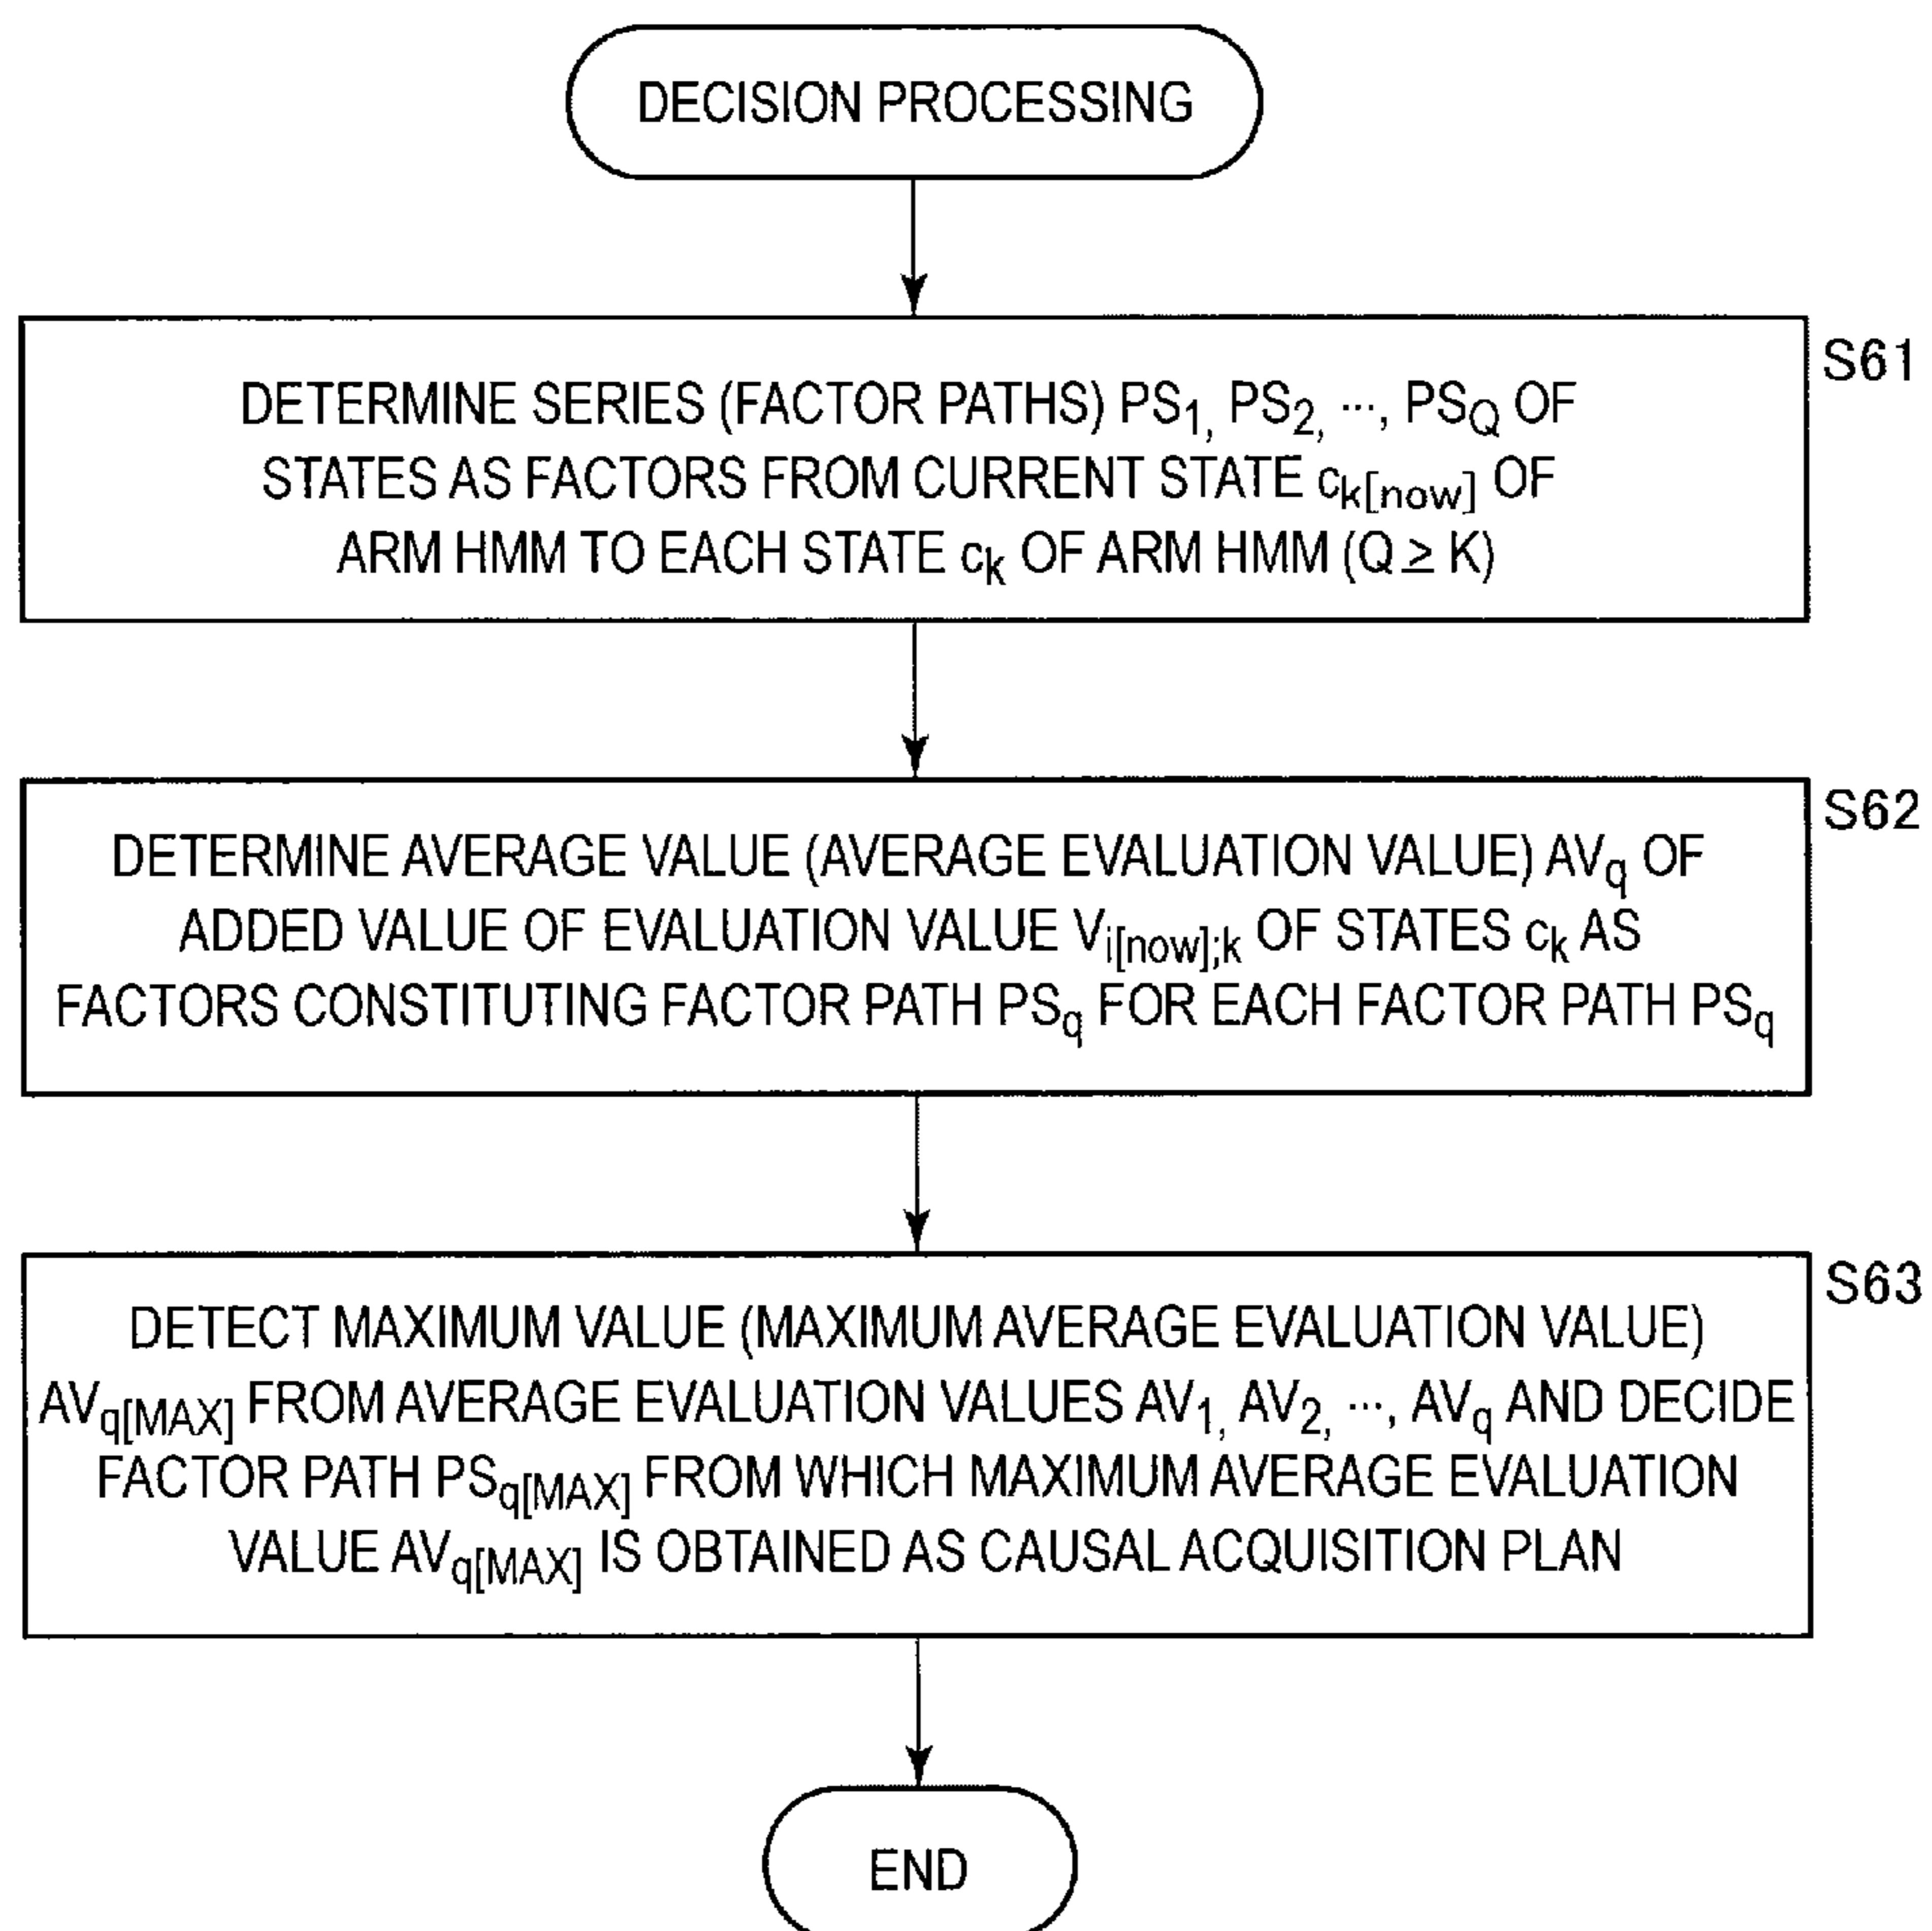 DECISION PROCESSING
S61
DETERMINE SERIES (FACTOR PATHS) PS1, PS2, ···, PSQ OF
STATES AS FACTORS FROM CURRENT STATE ck[now] OF
ARM HMM TO EACH STATE ck OF ARM HMM (Q ≥ K)
S62
DETERMINE AVERAGE VALUE (AVERAGE EVALUATION VALUE) AVq OF
ADDED VALUE OF EVALUATION VALUE Vi[now];k OF STATES ck AS
FACTORS CONSTITUTING FACTOR PATH PSq FOR EACH FACTOR PATH PSq
S63
DETECT MAXIMUM VALUE (MAXIMUM AVERAGE EVALUATION VALUE)
AVq[MAX] FROM AVERAGE EVALUATION VALUES AV1, AV2, ···, AVq AND DECIDE
FACTOR PATH PSq[MAX] FROM WHICH MAXIMUM AVERAGE EVALUATION
VALUE AVq[MAX] IS OBTAINED AS CAUSAL ACQUISITION PLAN
END